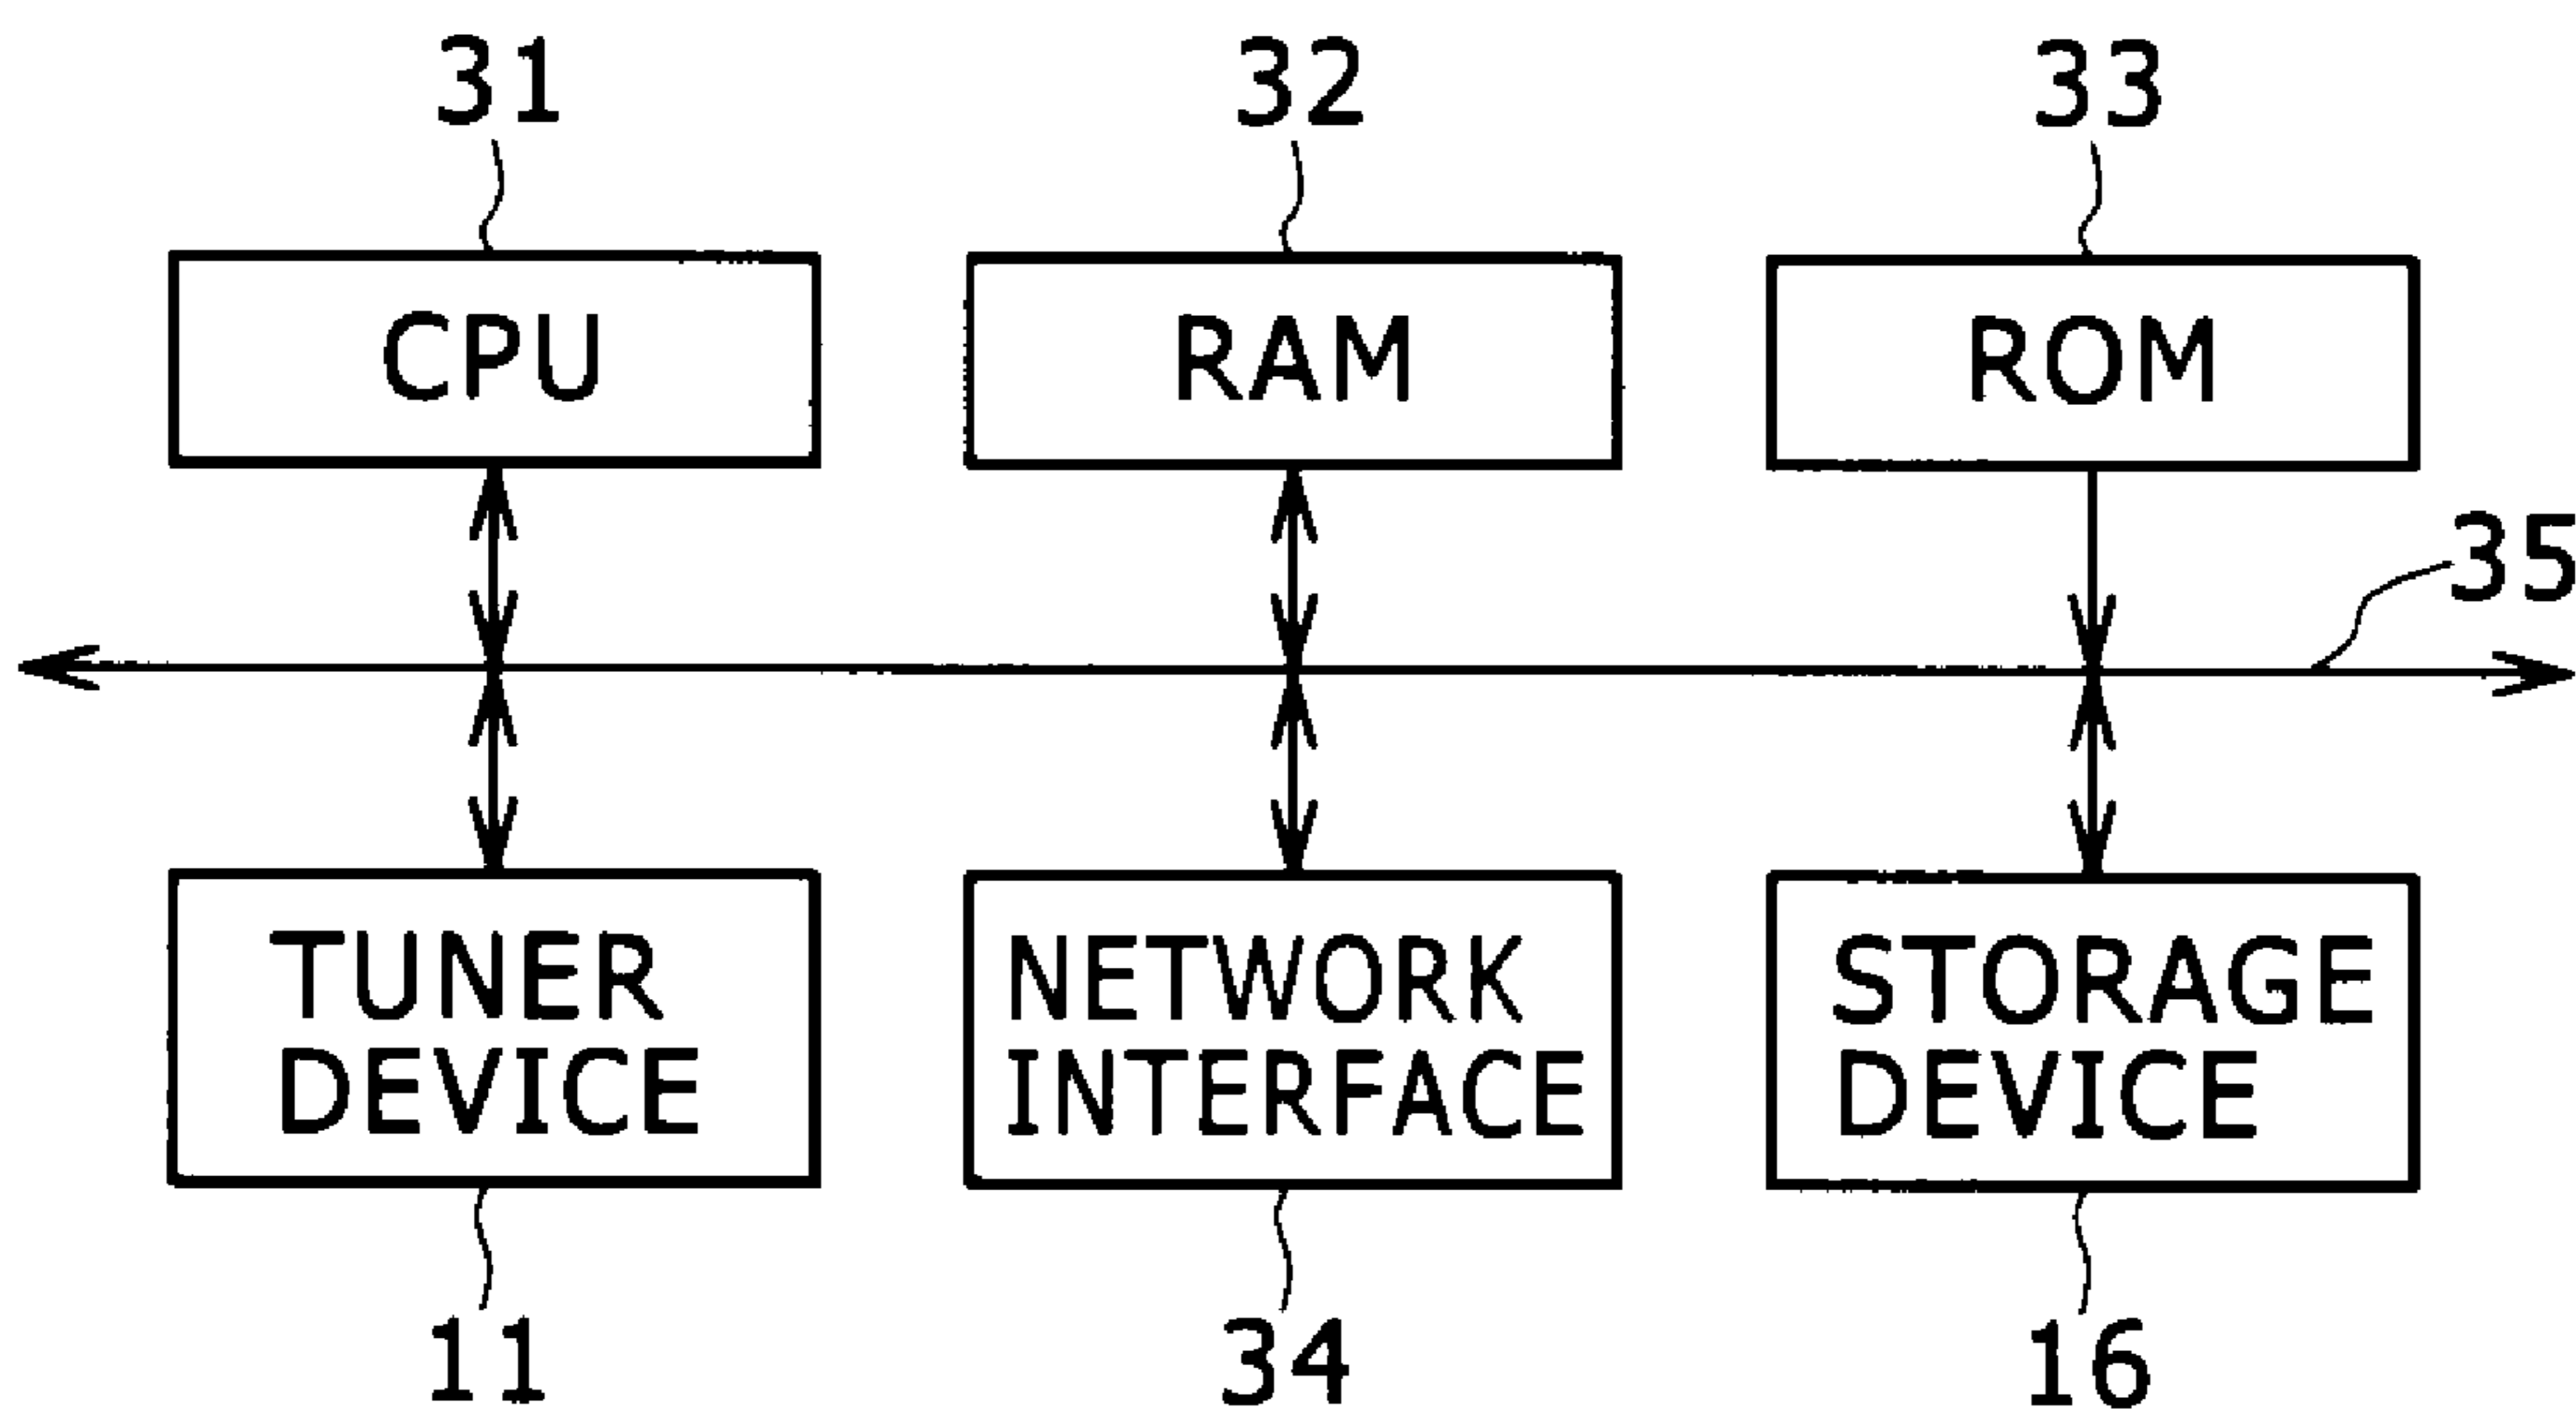 31
32
33
CPU
RAM
ROM
35
TUNER
DEVICE
NETWORK
INTERFACE
STORAGE
DEVICE
11
34
16